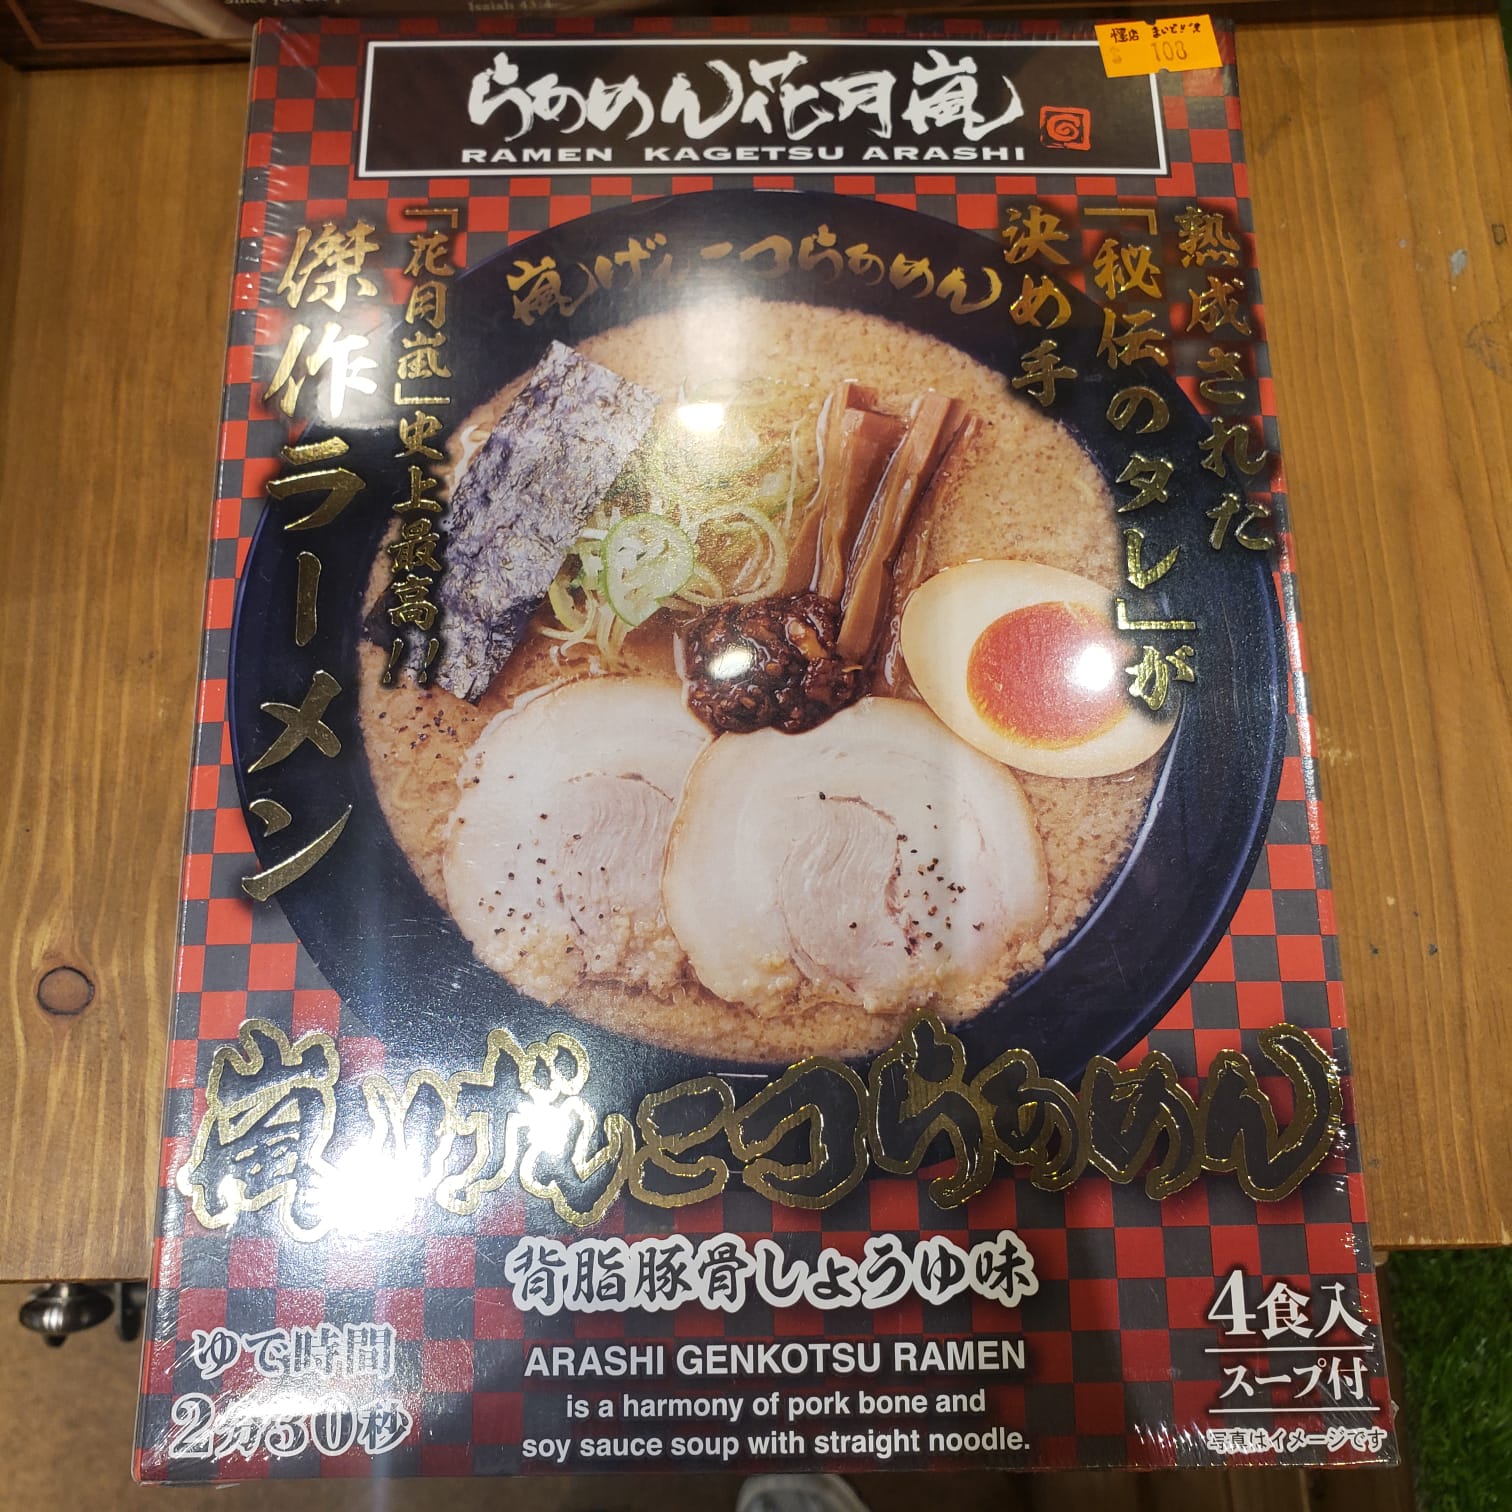 Isaiah 43:4
108
らあめん花月嵐
RAMEN KAGETSU ARASHI
熟成された
「秘伝のタレ」が
決め手
嵐げんこつらあめん
「花月嵐」史上最高!!
傑作ラーメン
嵐げんこつらあめん
背脂豚骨しょうゆ味
ゆで時間
2分30秒
ARASHI GENKOTSU RAMEN
is a harmony of pork bone and
soy sauce soup with straight noodle.
4食入
スープ付
写真はイメージです